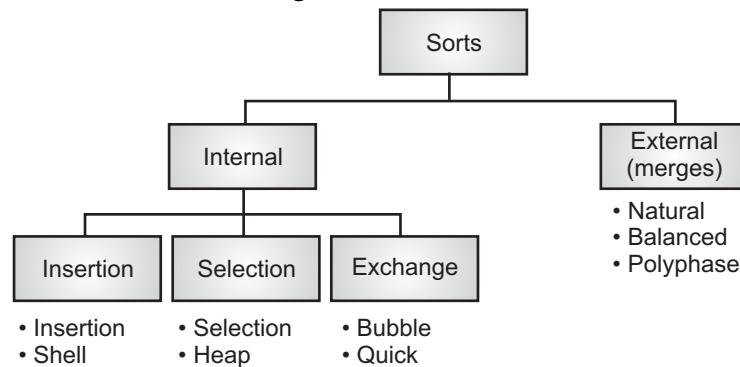 Sorts
Internal
External
(merges)
• Natural
• Balanced
• Polyphase
Insertion
Selection
Exchange
• Insertion
• Shell
• Selection
• Heap
• Bubble
• Quick